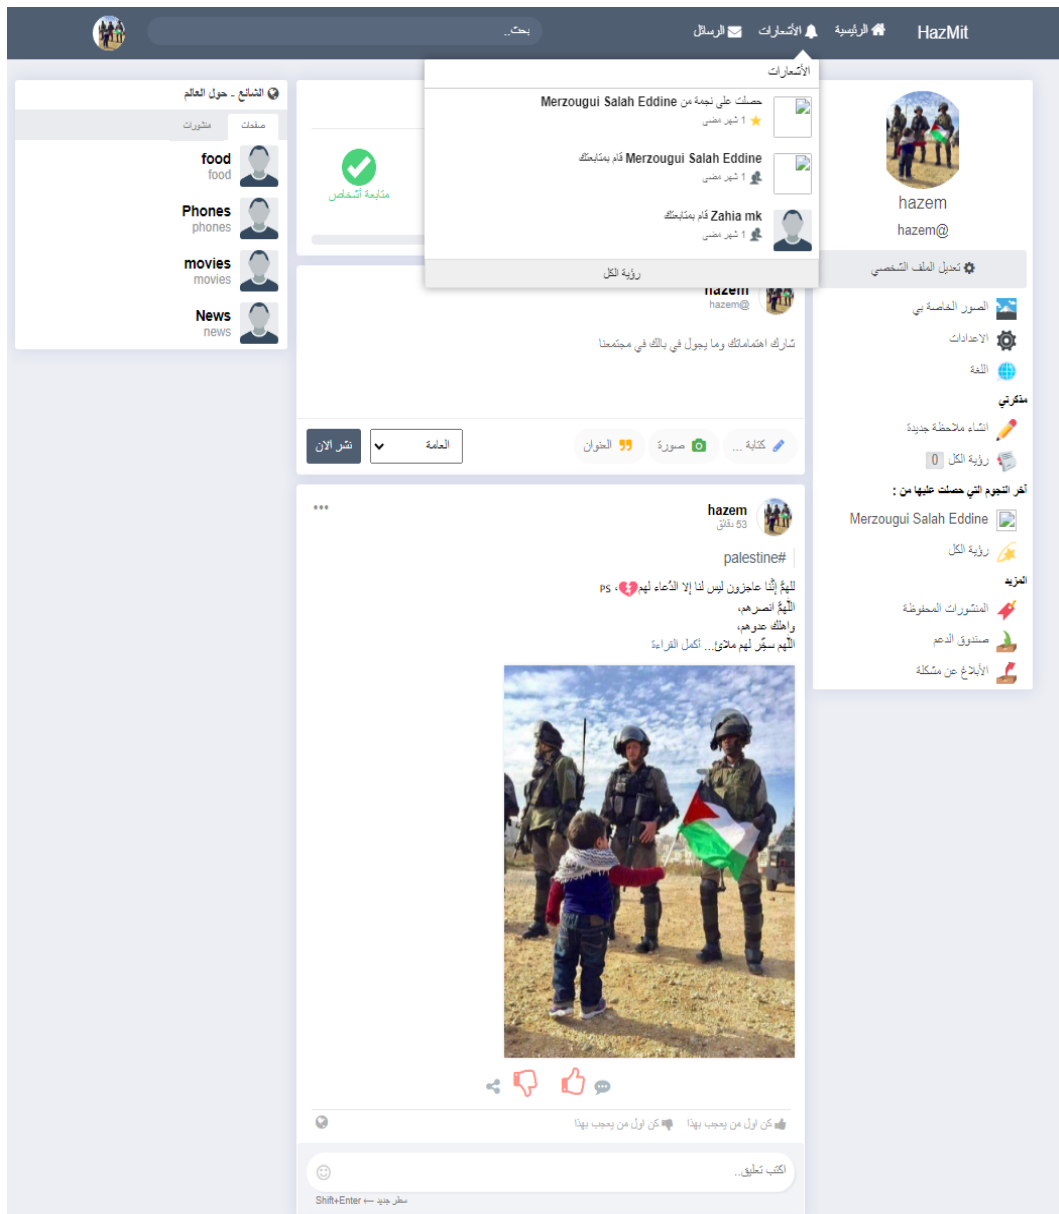 HazMit
الرئيسية
الأشعارات
الرسائل
بحث..
الأشعارات
حصلت على نجمة من Merzougui Salah Eddine
1 شهر مضى
Merzougui Salah Eddine قام بمتابعتك
1 شهر مضى
Zahia mk قام بمتابعتك
1 شهر مضى
رؤية الكل
hazem
@hazem
تعديل الملف الشخصي
الصور الخاصة بي
الاعدادات
اللغة
مذكرتي
انشاء ملاحظة جديدة
رؤية الكل 0
آخر النجوم التي حصلت عليها من :
Merzougui Salah Eddine
رؤية الكل
المزيد
المنشورات المحفوظة
صندوق الدعم
الأبلاغ عن مشكلة
متابعة أشخاص
hazem
@hazem
شارك اهتماماتك وما يجول في بالك في مجتمعنا
كتابة ...
صورة
العنوان
العامة
نشر الان
hazem
53 دقائق
#palestine
للهمَّ إنَّنا عاجزون ليس لنا إلا الدّعاء لهم💔، PS
اللّهمَّ انصرهم،
واهلك عدوهم،
اللّهم سخِّر لهم ملائ... أكمل القراءة
كن اول من يعجب بهذا
كن اول من يعجب بهذا
اكتب تعليق..
سطر جديد ← Shift+Enter
الشائع - حول العالم
صفحات
منشورات
food
food
Phones
phones
movies
movies
News
news